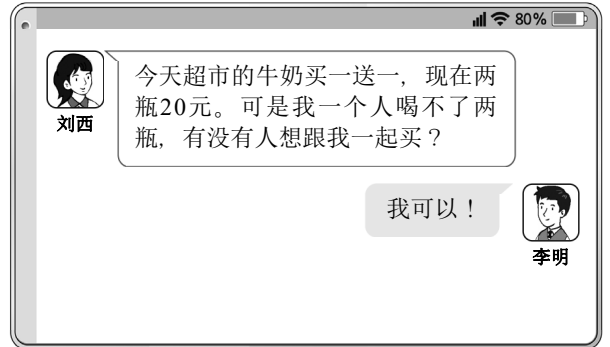 80%
今天超市的牛奶买一送一，现在两
瓶20元。可是我一个人喝不了两
瓶，有没有人想跟我一起买？
刘西
我可以！
李明